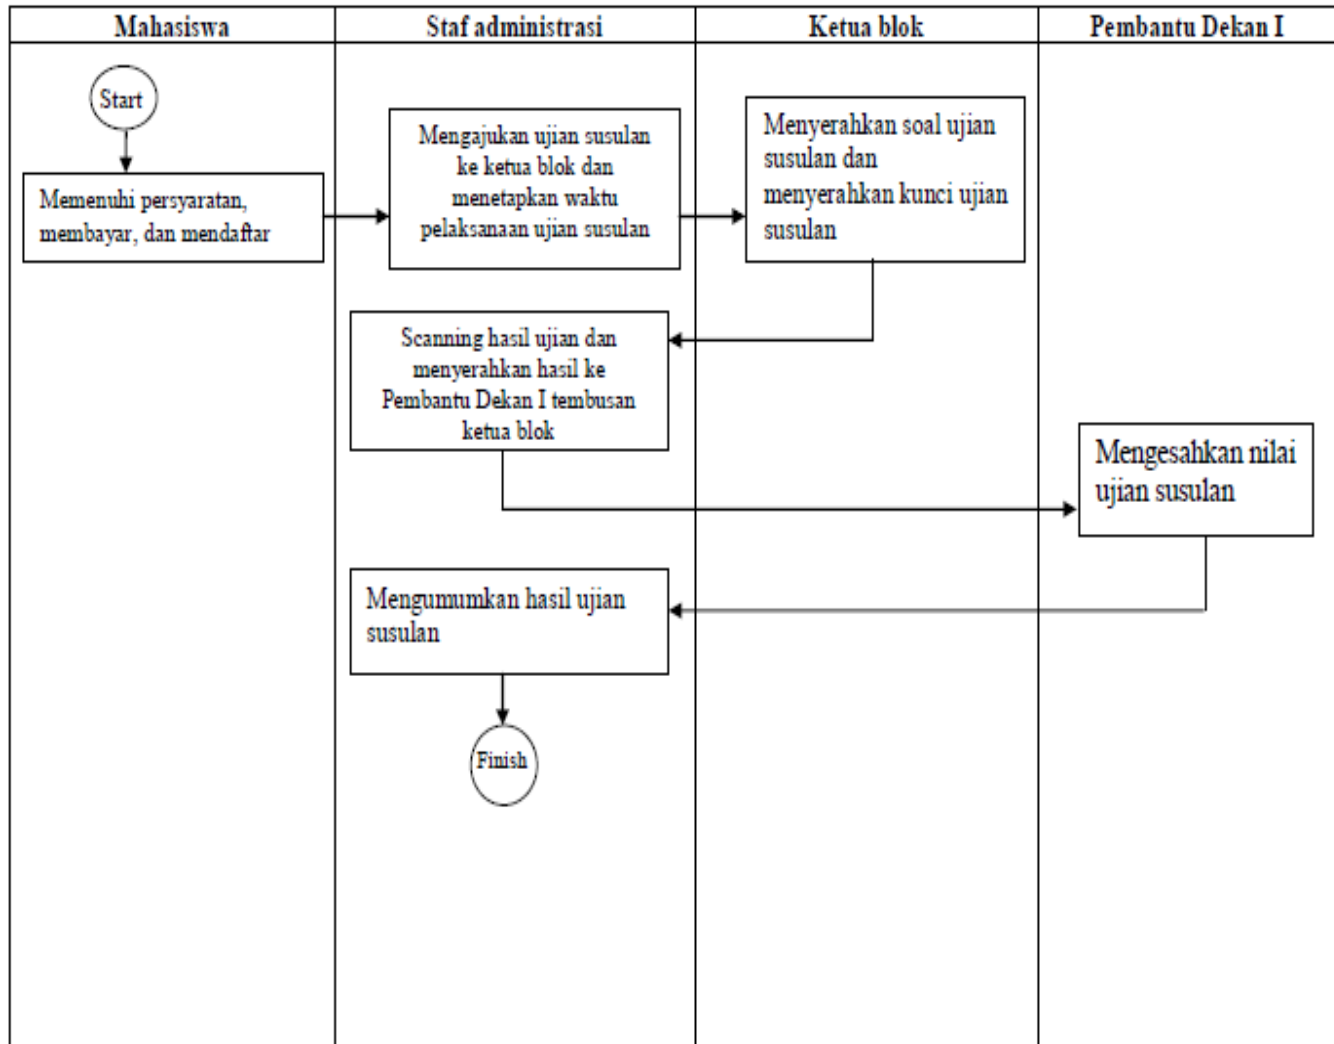 Mahasiswa
Staf administrasi
Ketua blok
Pembantu Dekan I
Start
Memenuhi persyaratan,
membayar, dan mendaftar
Mengajukan ujian susulan
ke ketua blok dan
menetapkan waktu
pelaksanaan ujian susulan
Menyerahkan soal ujian
susulan dan
menyerahkan kunci ujian
susulan
Scanning hasil ujian dan
menyerahkan hasil ke
Pembantu Dekan I tembusan
ketua blok
Mengesahkan nilai
ujian susulan
Mengumumkan hasil ujian
susulan
Finish